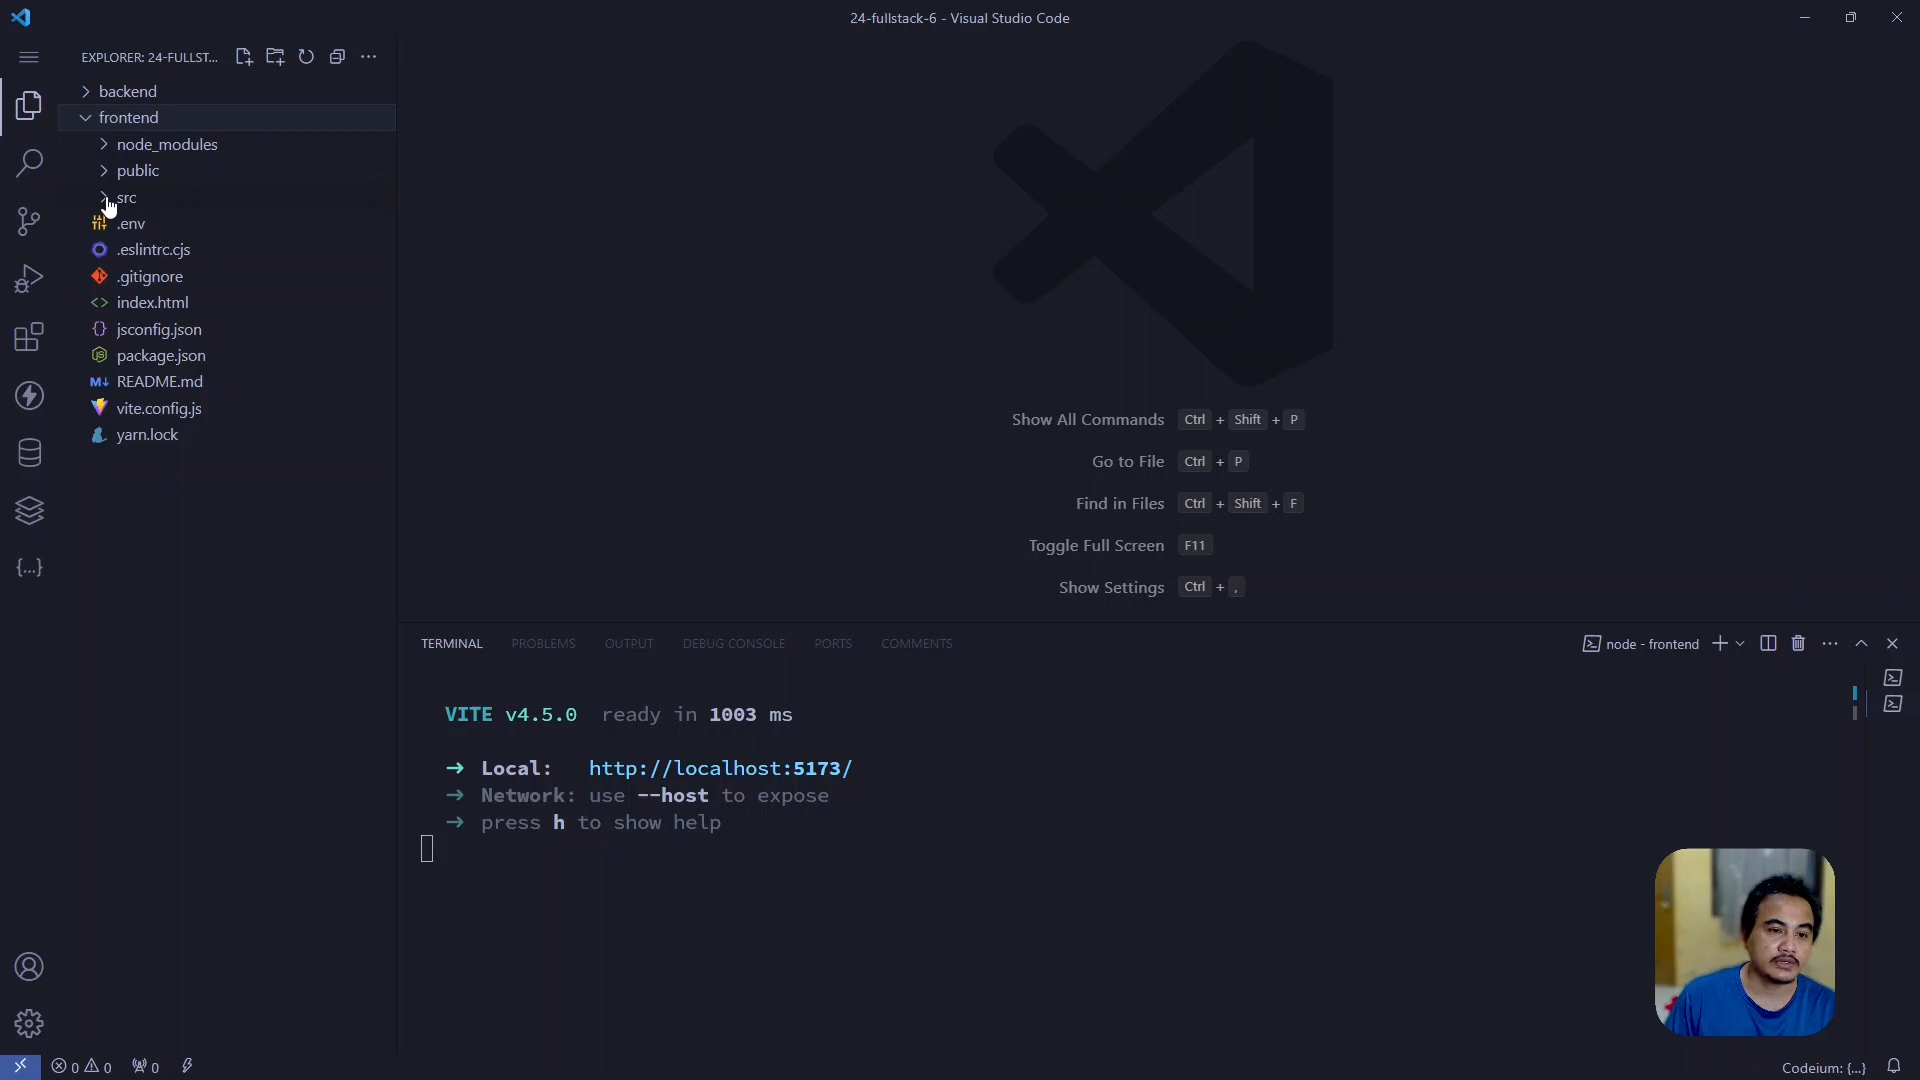 24-fullstack-6 - Visual Studio Code
EXPLORER: 24-FULLST...
backend
frontend
node_modules
public
src
.env
.eslintrc.cjs
.gitignore
index.html
jsconfig.json
package.json
README.md
vite.config.js
yarn.lock
Show All Commands Ctrl + Shift + P
Go to File Ctrl + P
Find in Files Ctrl + Shift + F
Toggle Full Screen F11
Show Settings Ctrl + ,
TERMINAL PROBLEMS OUTPUT DEBUG CONSOLE PORTS COMMENTS
node - frontend
VITE v4.5.0 ready in 1003 ms
➜ Local: http://localhost:5173/
➜ Network: use --host to expose
➜ press h to show help
0 0 0
Codeium: {...}